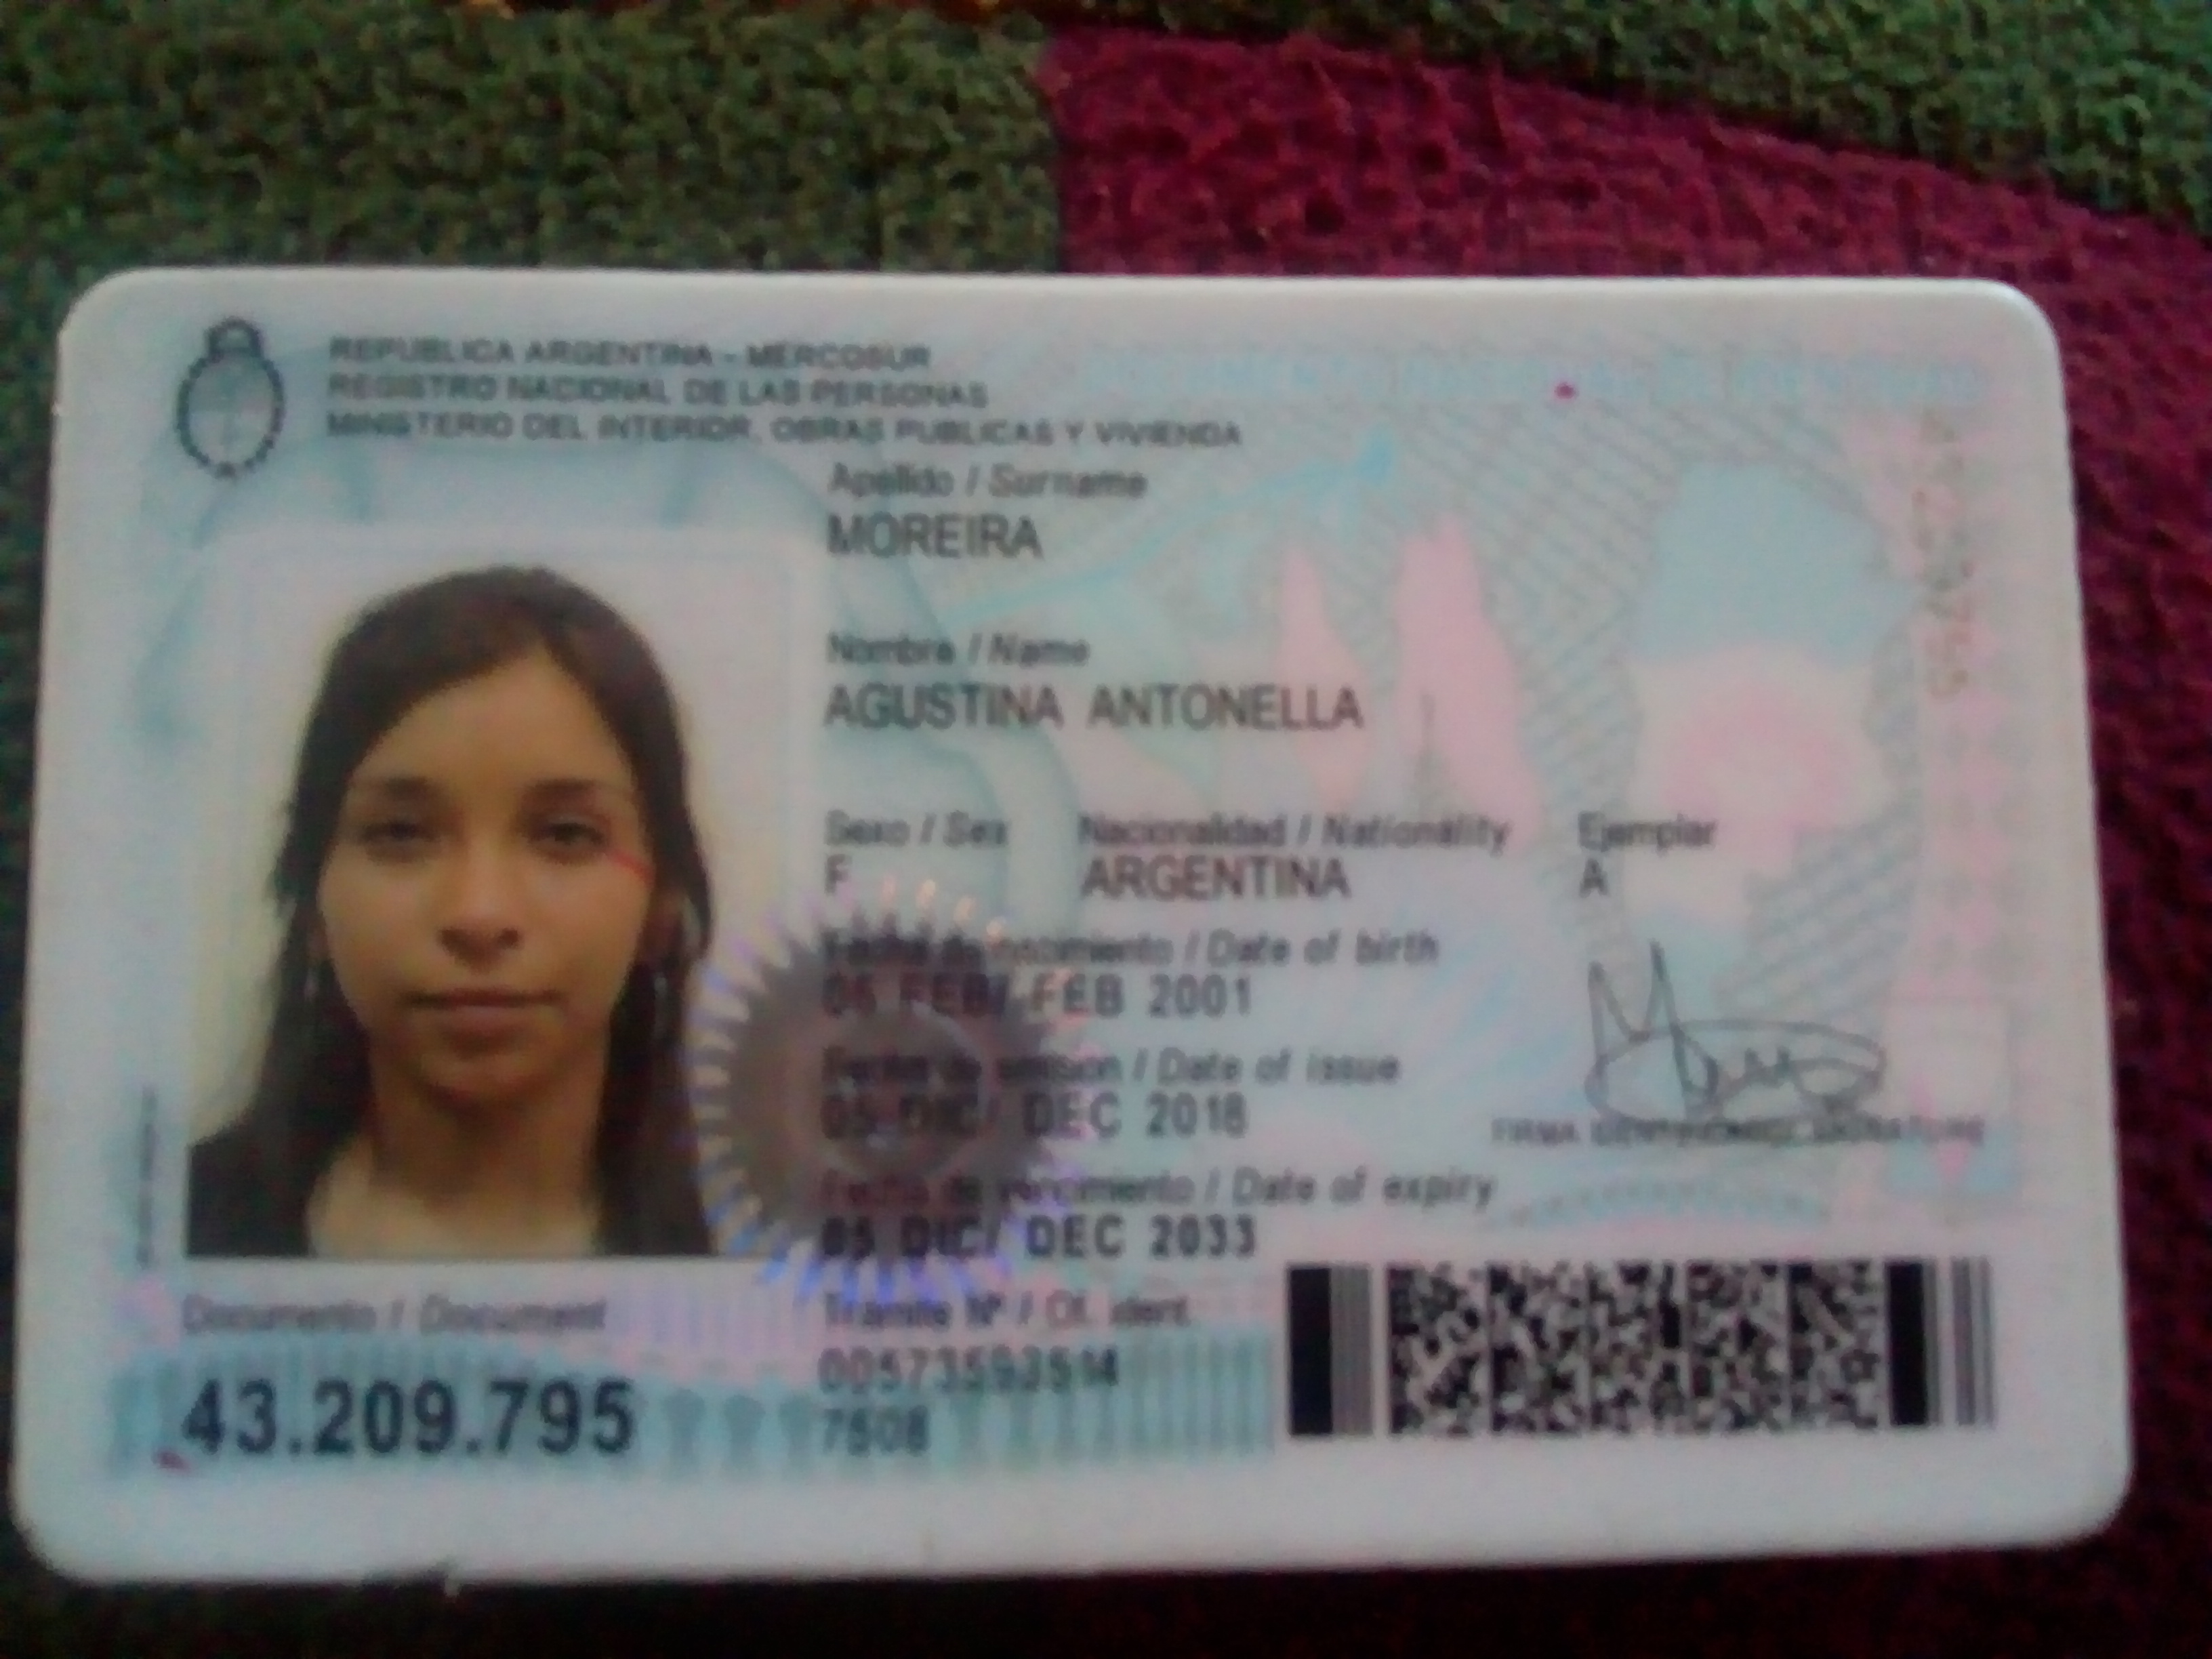 REPUBLICA ARGENTINA - MERCOSUR
REGISTRO NACIONAL DE LAS PERSONAS
MINISTERIO DEL INTERIOR, OBRAS PUBLICAS Y VIVIENDA
Apellido / Surname
MOREIRA
Nombre / Name
AGUSTINA ANTONELLA
Sexo / Sex Nacionalidad / Nationality Ejemplar
F ARGENTINA A
Fecha de nacimiento / Date of birth
06 FEB/ FEB 2001
Fecha de emisión / Date of issue
05 DIC/ DEC 2018
FIRMA IDENTIFICADO / SIGNATURE
Fecha de vencimiento / Date of expiry
05 DIC/ DEC 2033
Documento / Document
43.209.795
Trámite Nº / Of. ident.
00573593514
7508